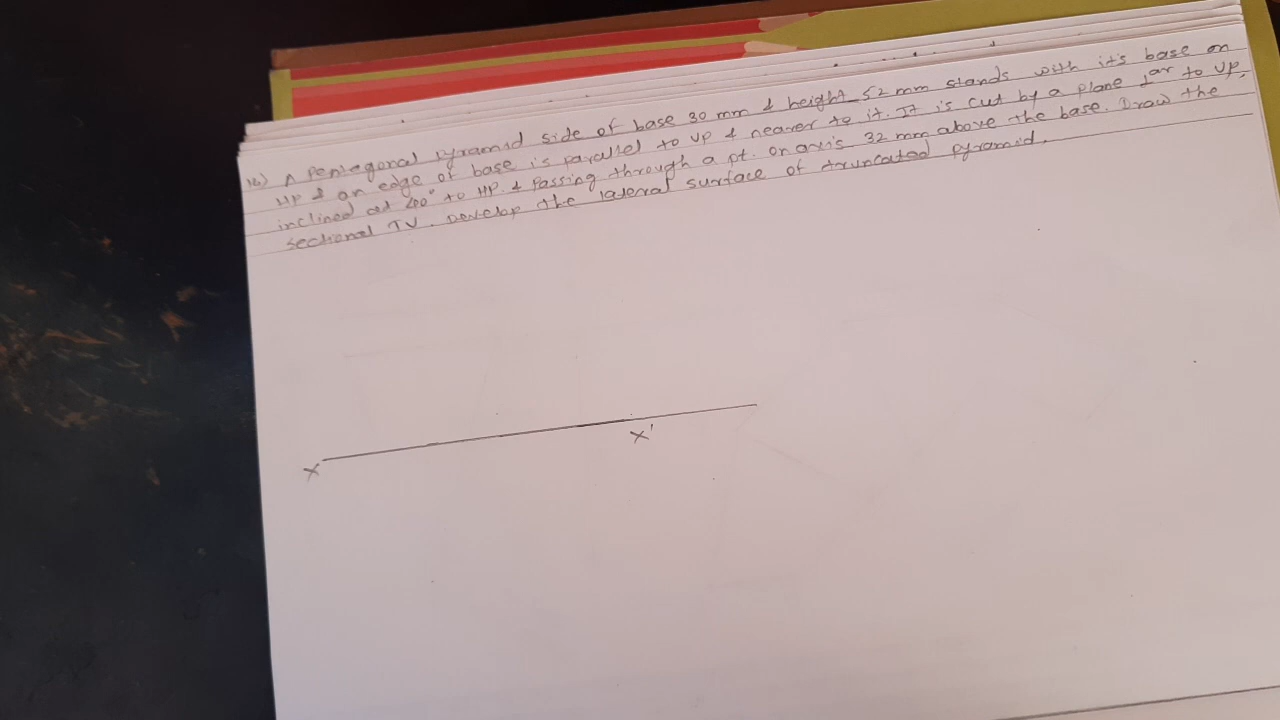 16) A pentagonal pyramid side of base 30 mm & height 52 mm stands with it's base on
HP & an edge of base is parallel to VP & nearer to it. It is cut by a plane ⊥ar to VP,
inclined at 40° to HP. & Passing through a pt. on axis 32 mm above the base. Draw the
sectional TV. Develop the lateral surface of truncated pyramid.
X
X'